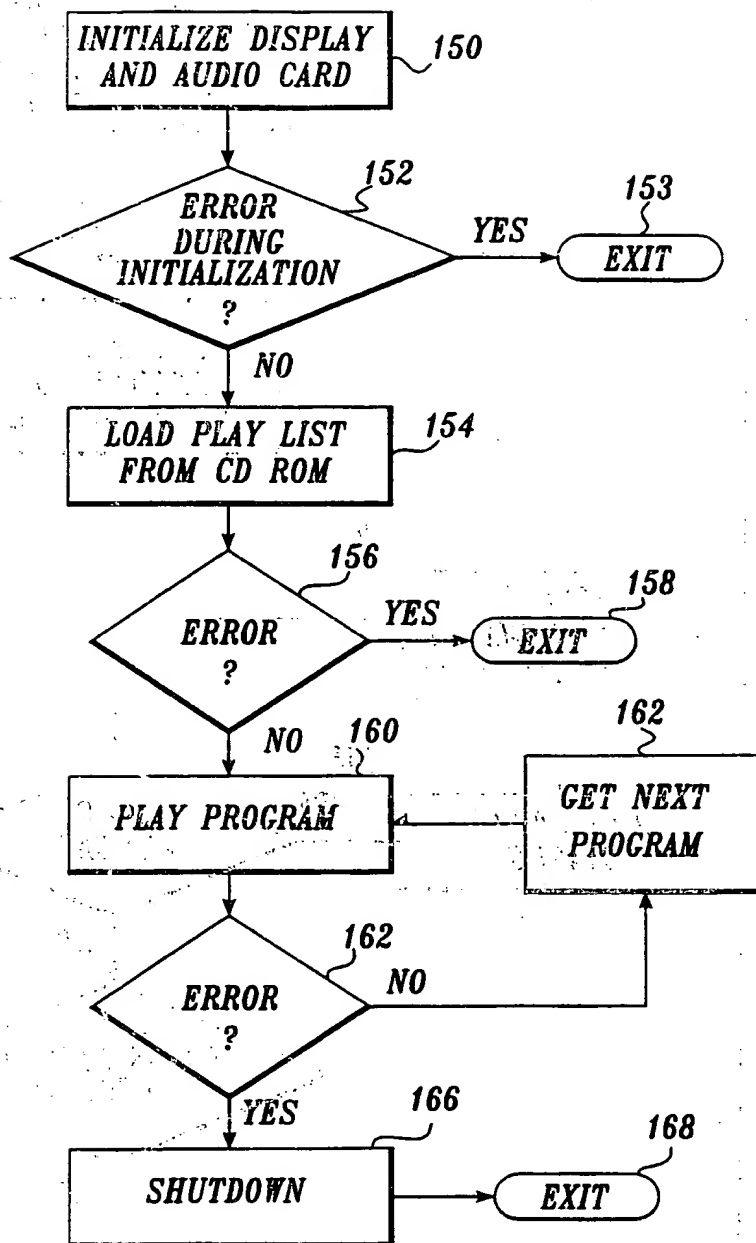 INITIALIZE DISPLAY
AND AUDIO CARD
150
152
ERROR
DURING
INITIALIZATION
?
YES
153
EXIT
NO
LOAD PLAY LIST
FROM CD ROM
154
156
ERROR
?
YES
158
EXIT
NO
160
PLAY PROGRAM
162
GET NEXT
PROGRAM
162
ERROR
?
NO
YES
166
SHUTDOWN
168
EXIT